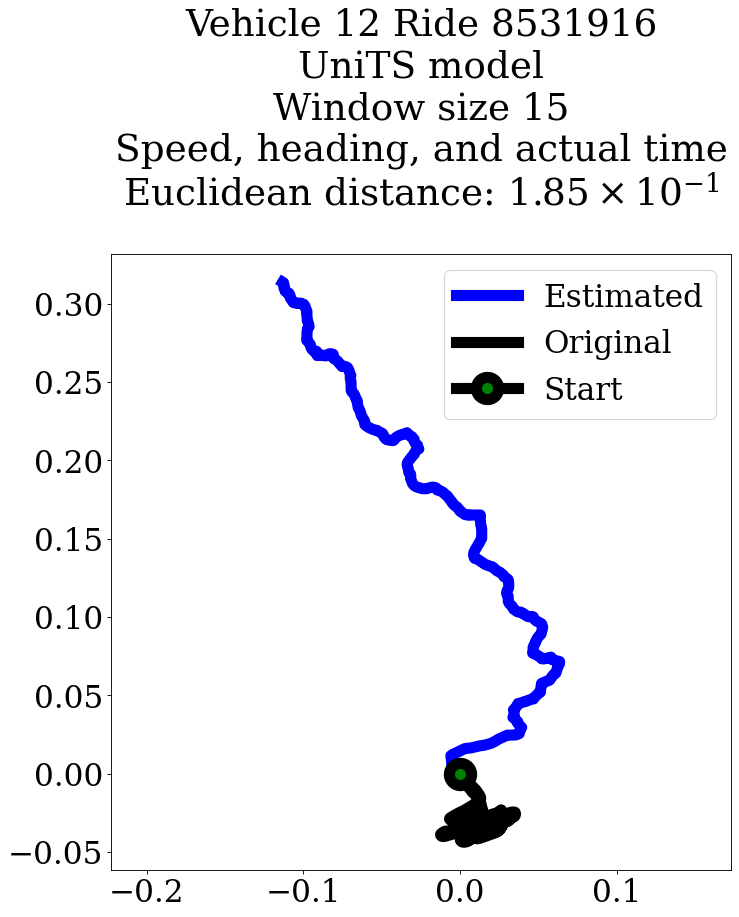 Vehicle 12 Ride 8531916
UniTS model
Window size 15
Speed, heading, and actual time
Euclidean distance: 1.85 × 10⁻¹
Estimated
Original
Start
0.30
0.25
0.20
0.15
0.10
0.05
0.00
−0.05
−0.2
−0.1
0.0
0.1